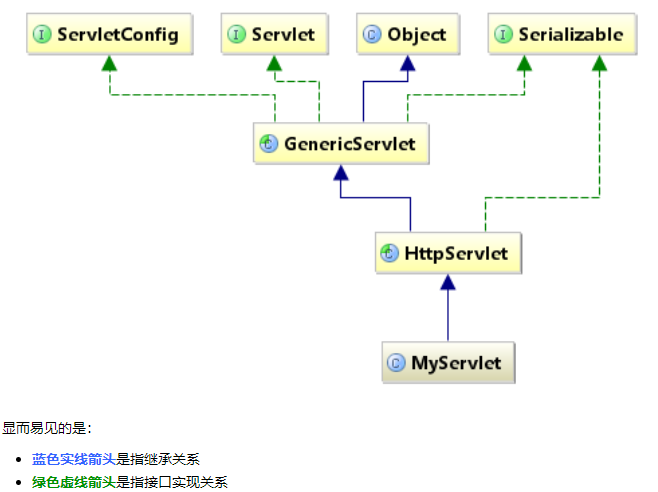 ServletConfig
Servlet
Object
Serializable
GenericServlet
HttpServlet
MyServlet
显而易见的是：
蓝色实线箭头是指继承关系
绿色虚线箭头是指接口实现关系